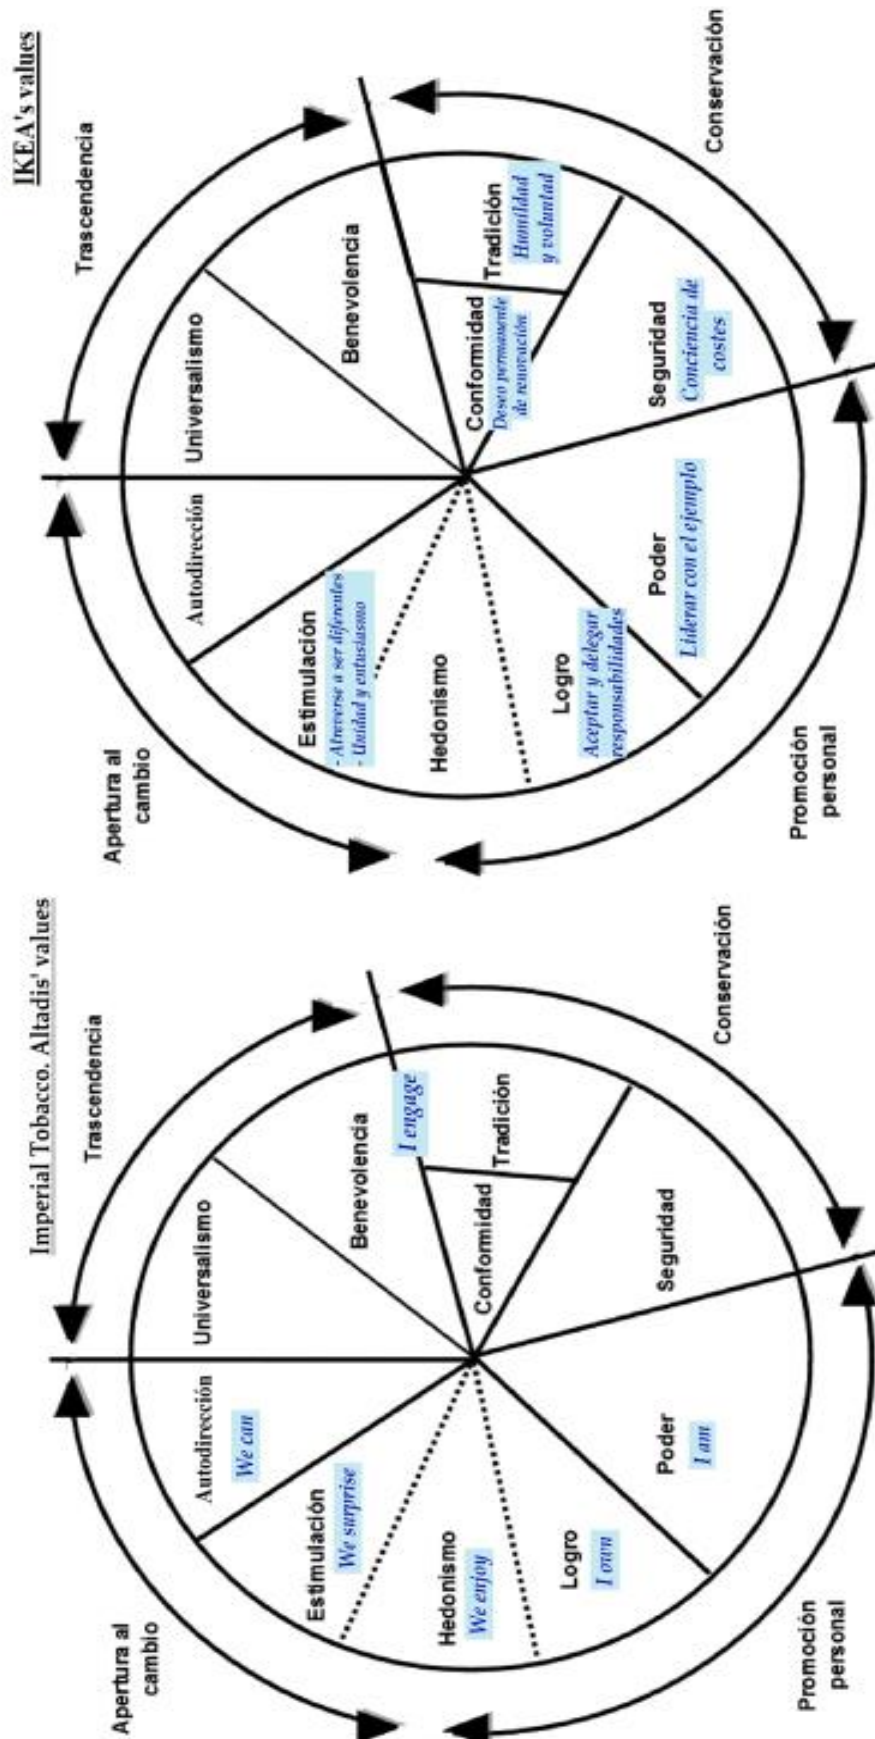 Imperial Tobacco. Altadis' values
Trascendencia
Apertura al
cambio
Autodirección
We can
Universalismo
Estimulación
We surprise
Benevolencia
I engage
Hedonismo
We enjoy
Conformidad
Tradición
Logro
I own
Poder
I am
Seguridad
Conservación
Promoción
personal
IKEA's values
Trascendencia
Apertura al
cambio
Autodirección
Universalismo
Estimulación
- Atreverse a ser diferentes
- Unidad y entusiasmo
Benevolencia
Hedonismo
Conformidad
Deseo permanente
de renovación
Tradición
Humildad
y voluntad
Logro
Aceptar y delegar
responsabilidades
Poder
Liderar con el ejemplo
Seguridad
Conciencia de
costes
Conservación
Promoción
personal